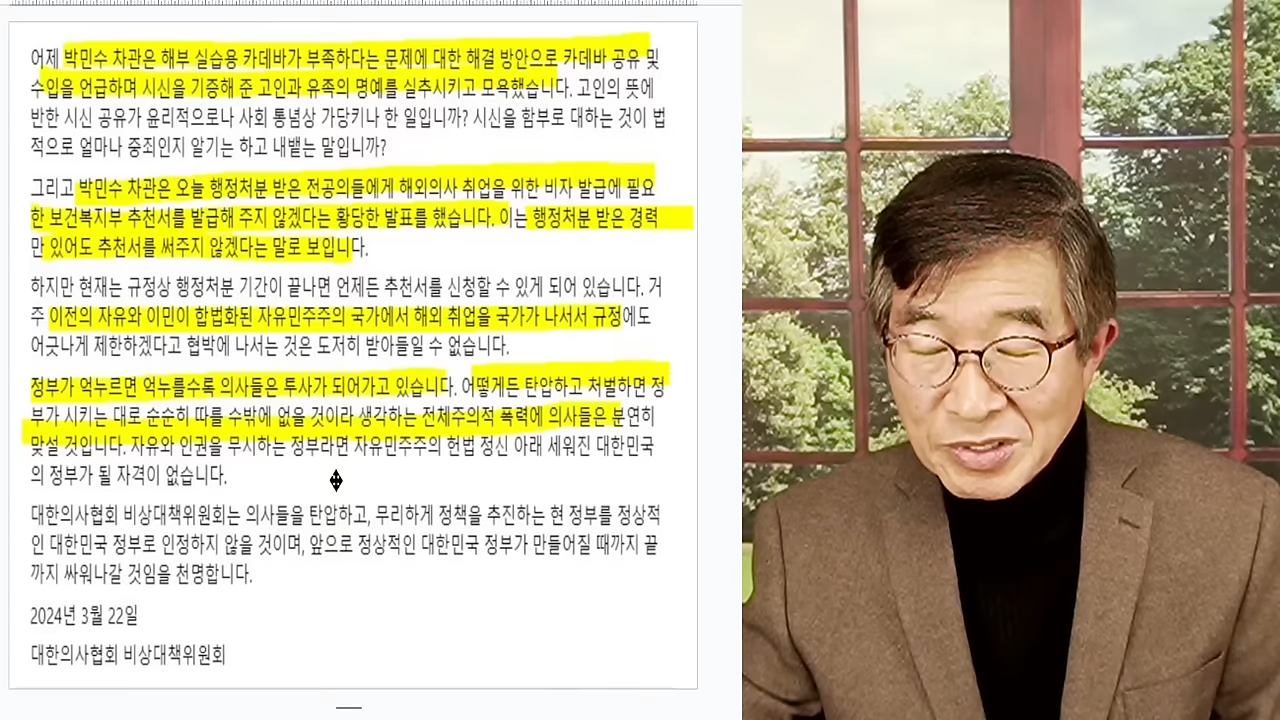 어제 박민수 차관은 해부 실습용 카데바가 부족하다는 문제에 대한 해결 방안으로 카데바 공유 및
수입을 언급하며 시신을 기증해 준 고인과 유족의 명예를 실추시키고 모욕했습니다. 고인의 뜻에
반한 시신 공유가 윤리적으로나 사회 통념상 가당키나 한 일입니까? 시신을 함부로 대하는 것이 법
적으로 얼마나 중죄인지 알기는 하고 내뱉는 말입니까?
그리고 박민수 차관은 오늘 행정처분 받은 전공의들에게 해외의사 취업을 위한 비자 발급에 필요
한 보건복지부 추천서를 발급해 주지 않겠다는 황당한 발표를 했습니다. 이는 행정처분 받은 경력
만 있어도 추천서를 써주지 않겠다는 말로 보입니다.
하지만 현재는 규정상 행정처분 기간이 끝나면 언제든 추천서를 신청할 수 있게 되어 있습니다. 거
주 이전의 자유와 이민이 합법화된 자유민주주의 국가에서 해외 취업을 국가가 나서서 규정에도
어긋나게 제한하겠다고 협박에 나서는 것은 도저히 받아들일 수 없습니다.
정부가 억누르면 억누를수록 의사들은 투사가 되어가고 있습니다. 어떻게든 탄압하고 처벌하면 정
부가 시키는 대로 순순히 따를 수밖에 없을 것이라 생각하는 전체주의적 폭력에 의사들은 분연히
맞설 것입니다. 자유와 인권을 무시하는 정부라면 자유민주주의 헌법 정신 아래 세워진 대한민국
의 정부가 될 자격이 없습니다.
대한의사협회 비상대책위원회는 의사들을 탄압하고, 무리하게 정책을 추진하는 현 정부를 정상적
인 대한민국 정부로 인정하지 않을 것이며, 앞으로 정상적인 대한민국 정부가 만들어질 때까지 끝
까지 싸워나갈 것임을 천명합니다.
2024년 3월 22일
대한의사협회 비상대책위원회